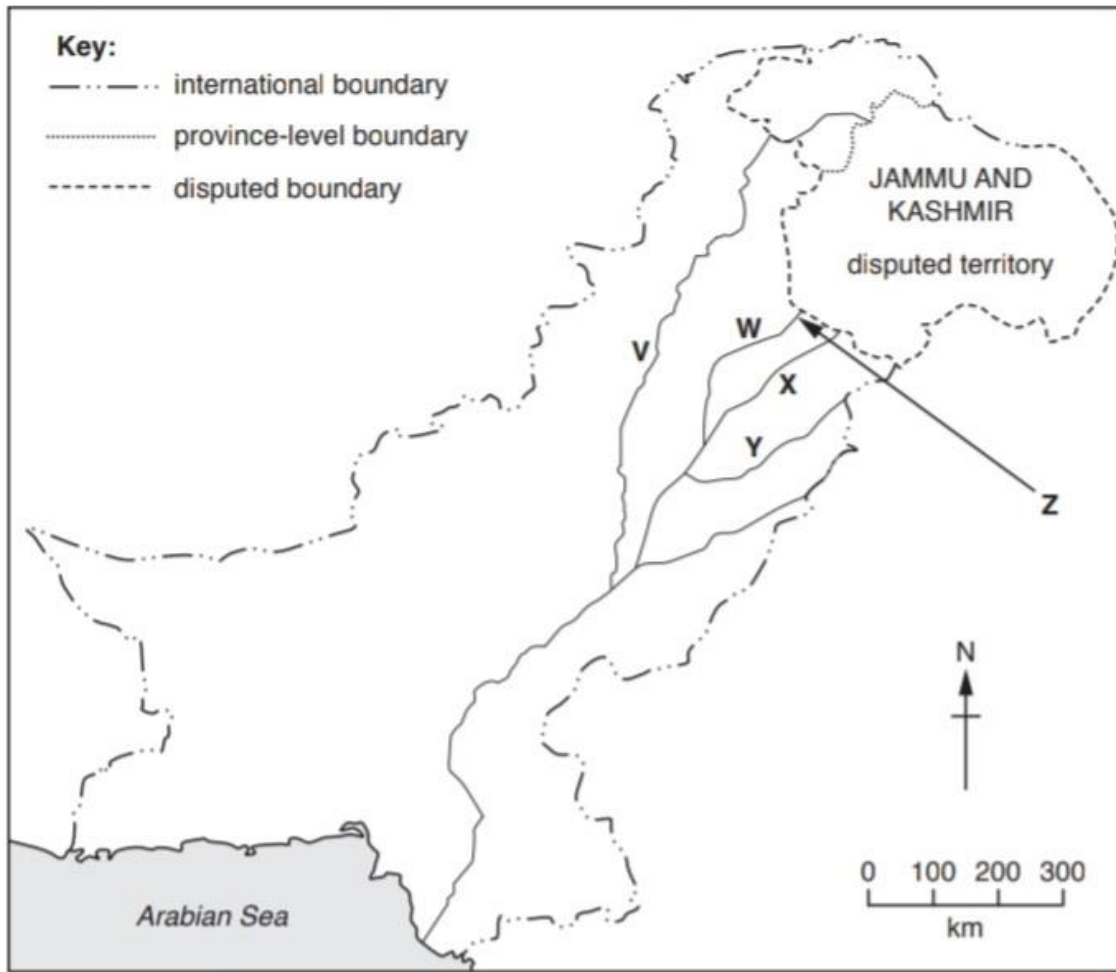 Key:
international boundary
province-level boundary
disputed boundary
JAMMU AND
KASHMIR
disputed territory
V
W
X
Y
Z
N
0 100 200 300
km
Arabian Sea